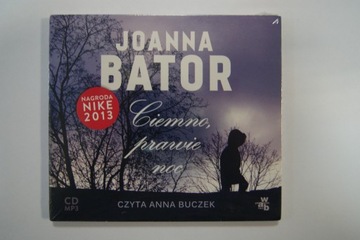 JOANNA
BATOR
NAGRODA
NIKE
2013
Ciemno,
prawie
noc
CD
MP3
CZYTA ANNA BUCZEK
w
a b